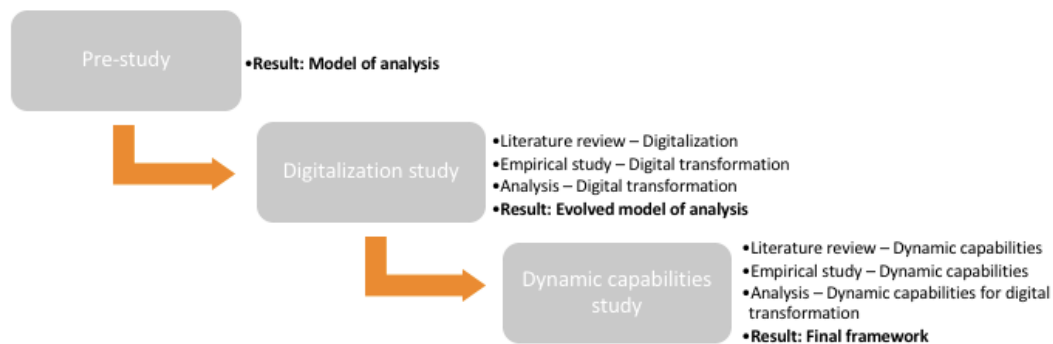 Pre-study
•Result: Model of analysis
Digitalization study
•Literature review – Digitalization
•Empirical study – Digital transformation
•Analysis – Digital transformation
•Result: Evolved model of analysis
Dynamic capabilities
study
•Literature review – Dynamic capabilities
•Empirical study – Dynamic capabilities
•Analysis – Dynamic capabilities for digital
transformation
•Result: Final framework